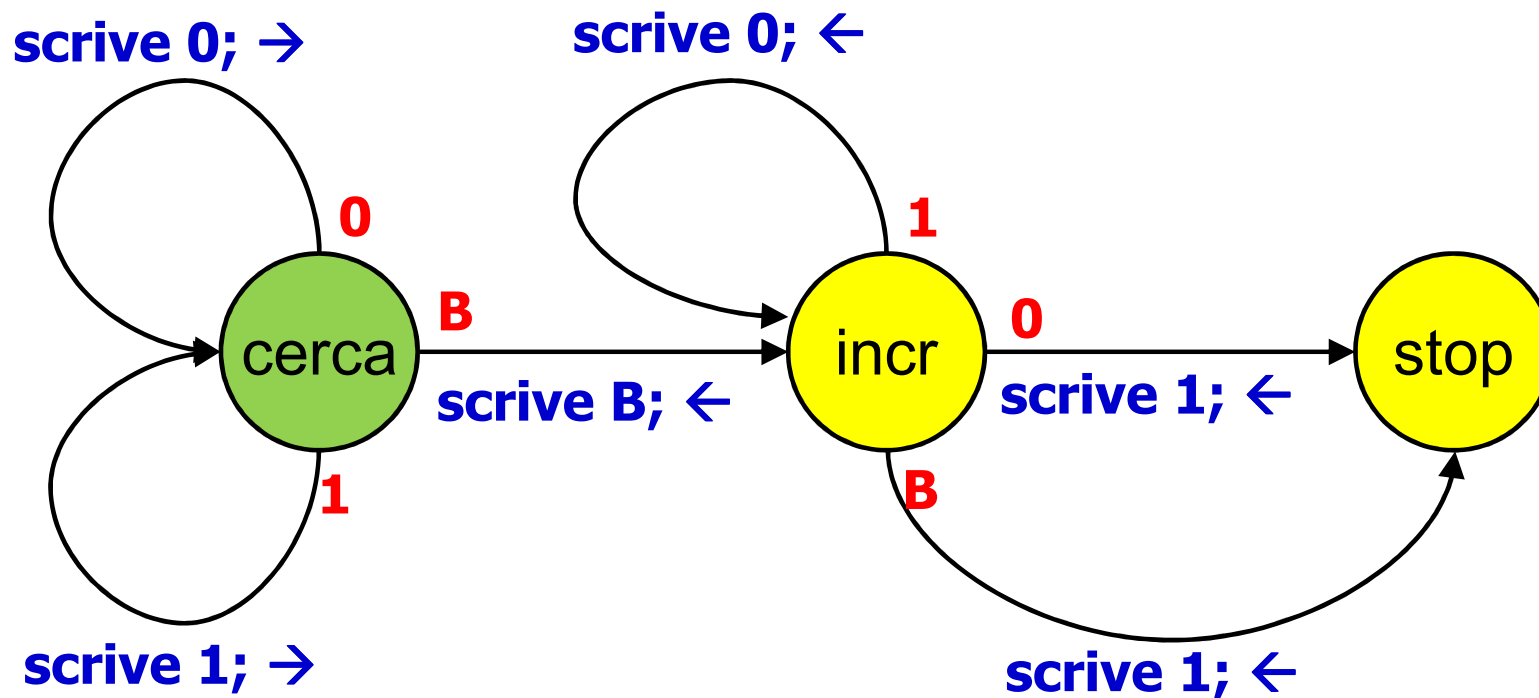 scrive 0; →
scrive 0; ←
0
1
B
0
cerca
incr
stop
scrive B; ←
scrive 1; ←
1
B
scrive 1; →
scrive 1; ←